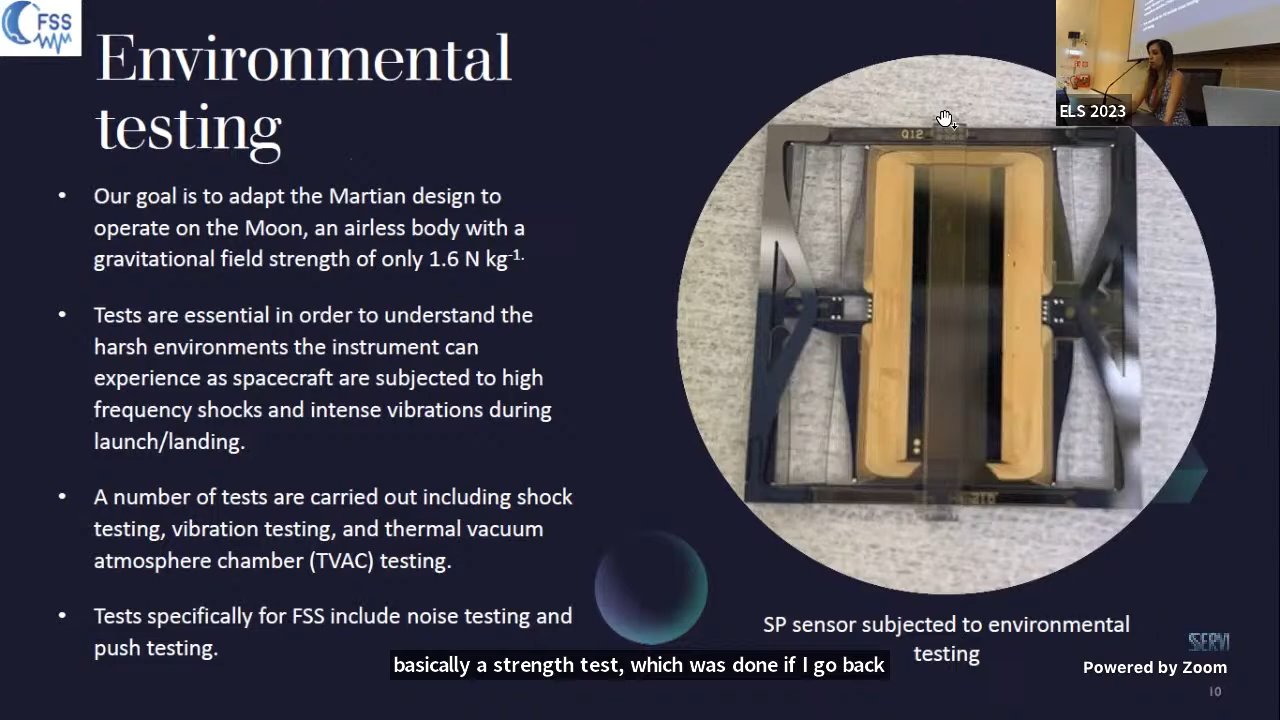 FSS
Environmental
testing
• Our goal is to adapt the Martian design to
operate on the Moon, an airless body with a
gravitational field strength of only 1.6 N kg-1.
• Tests are essential in order to understand the
harsh environments the instrument can
experience as spacecraft are subjected to high
frequency shocks and intense vibrations during
launch/landing.
• A number of tests are carried out including shock
testing, vibration testing, and thermal vacuum
atmosphere chamber (TVAC) testing.
• Tests specifically for FSS include noise testing and
push testing.
ELS 2023
Q12
SP sensor subjected to environmental
testing
basically a strength test, which was done if I go back
Powered by Zoom
10